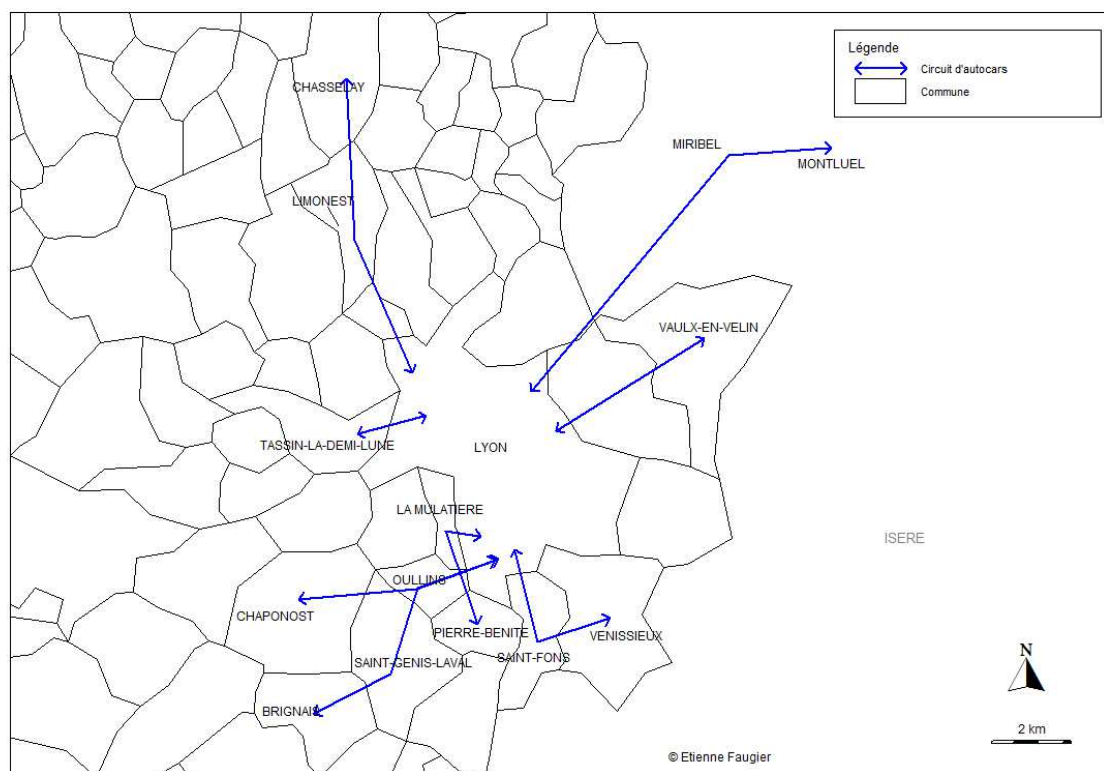 Légende
Circuit d'autocars
Commune
CHASSELAY
MIRIBEL
MONTLUEL
LIMONEST
VAULX-EN-VELIN
TASSIN-LA-DEMI-LUNE
LYON
LA MULATIERE
ISERE
OULLINS
CHAPONOST
PIERRE-BENITE
VENISSIEUX
SAINT-FONS
SAINT-GENIS-LAVAL
BRIGNAIS
N
2 km
© Etienne Faugier